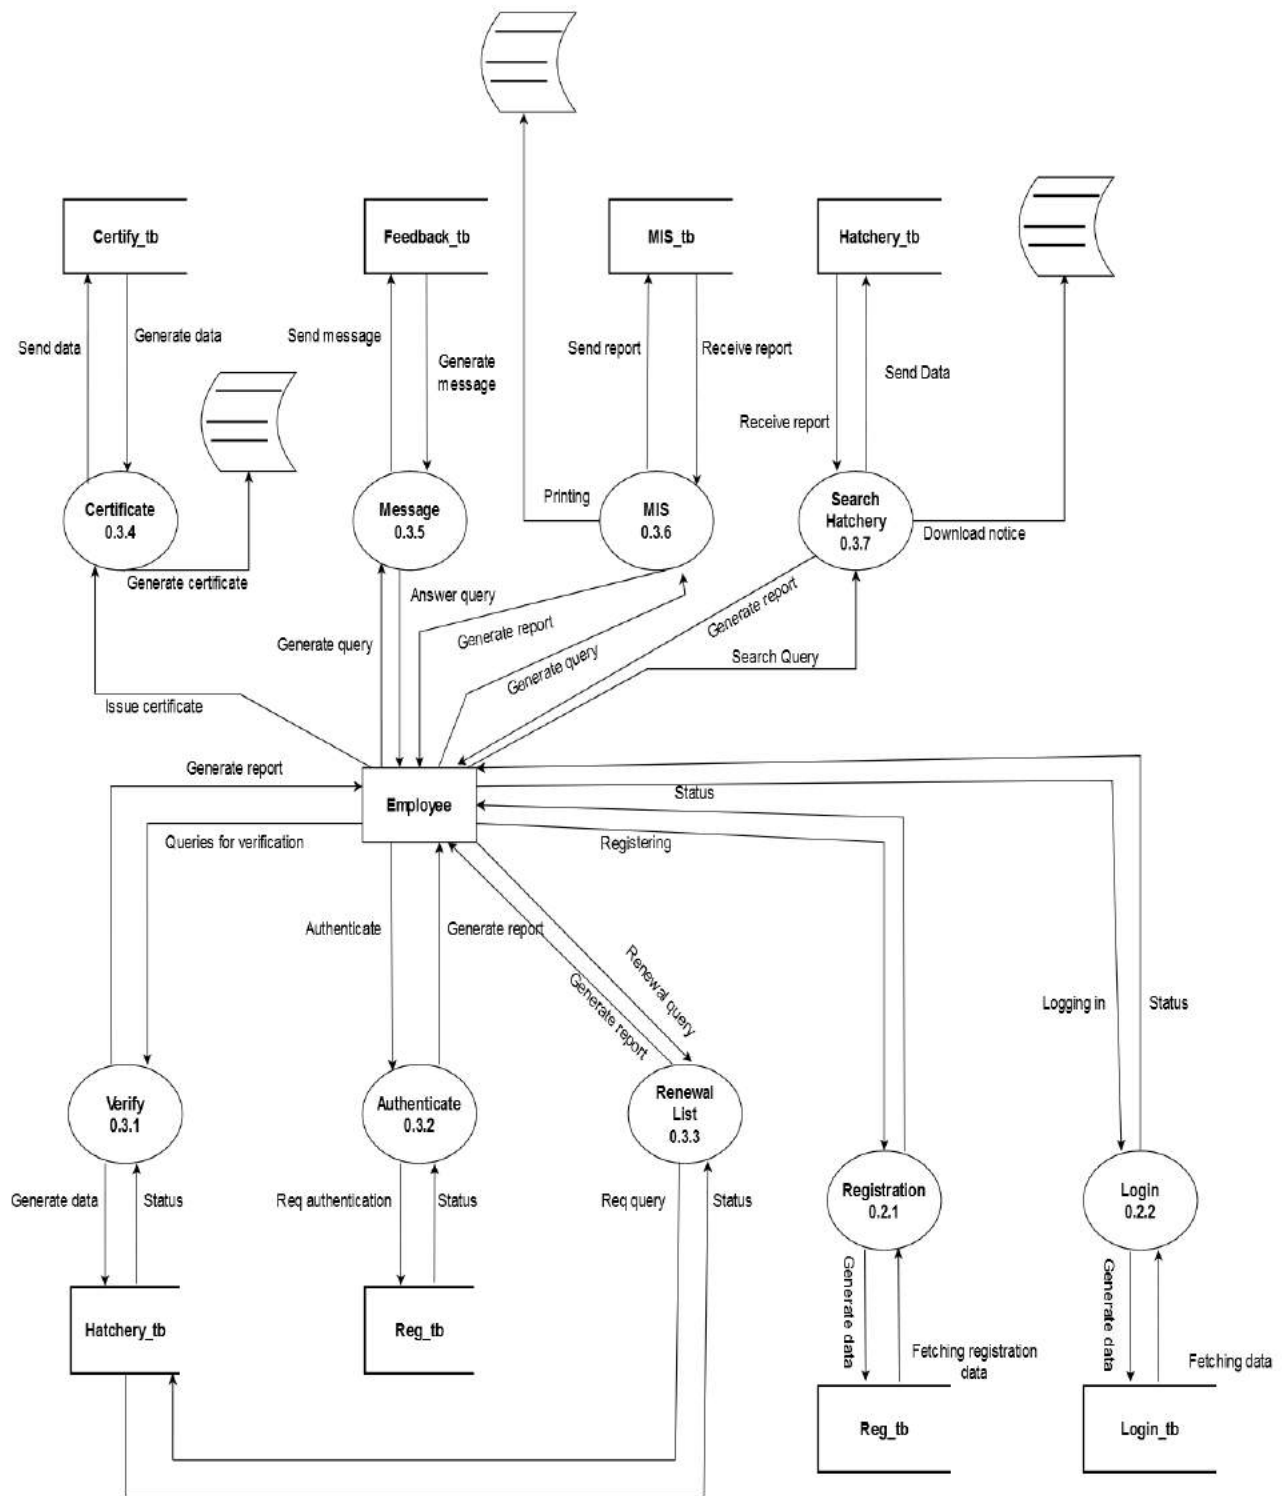 Certify_tb
Feedback_tb
MIS_tb
Hatchery_tb
Send data
Generate data
Send message
Generate
message
Send report
Receive report
Send Data
Receive report
Certificate
0.3.4
Message
0.3.5
Printing
MIS
0.3.6
Search
Hatchery
0.3.7
Download notice
Generate certificate
Answer query
Generate query
Generate report
Generate query
Generate report
Search Query
Issue certificate
Generate report
Employee
Status
Queries for verification
Registering
Authenticate
Generate report
Renewal query
Generate report
Logging in
Status
Verify
0.3.1
Authenticate
0.3.2
Renewal
List
0.3.3
Generate data
Status
Req authentication
Status
Req query
Status
Registration
0.2.1
Login
0.2.2
Hatchery_tb
Reg_tb
Generate data
Fetching registration
data
Generate data
Fetching data
Reg_tb
Login_tb